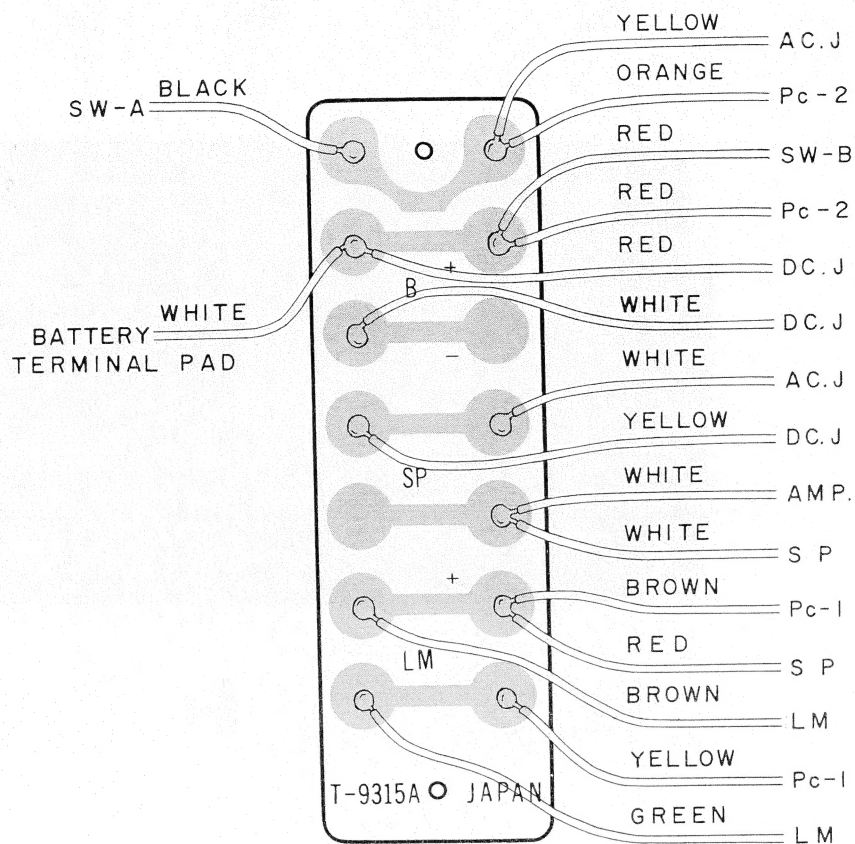 YELLOW
AC.J
ORANGE
Pc-2
BLACK
SW-A
RED
SW-B
RED
Pc-2
RED
DC.J
+
B
WHITE
BATTERY
TERMINAL PAD
WHITE
DC.J
-
WHITE
AC.J
YELLOW
DC.J
SP
WHITE
AMP.
WHITE
SP
+
BROWN
Pc-1
RED
SP
LM
BROWN
LM
YELLOW
Pc-1
T-9315A JAPAN
GREEN
LM